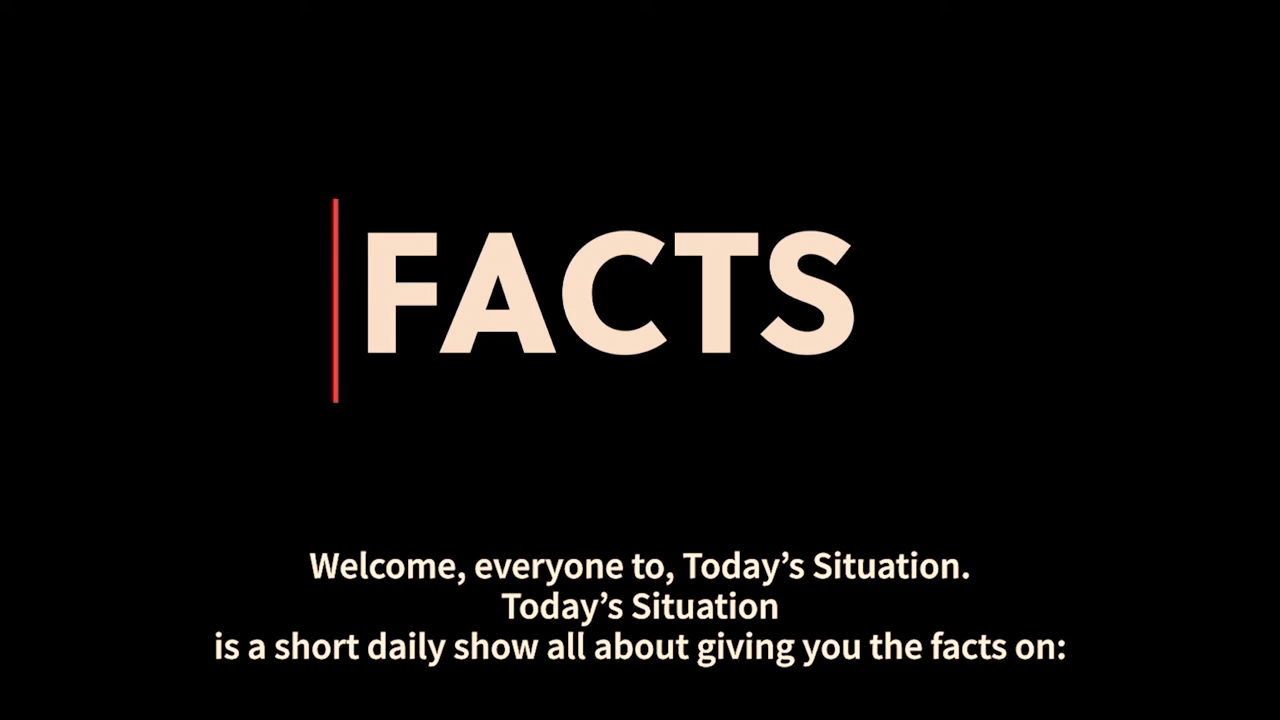 FACTS
Welcome, everyone to, Today’s Situation.
Today’s Situation
is a short daily show all about giving you the facts on: